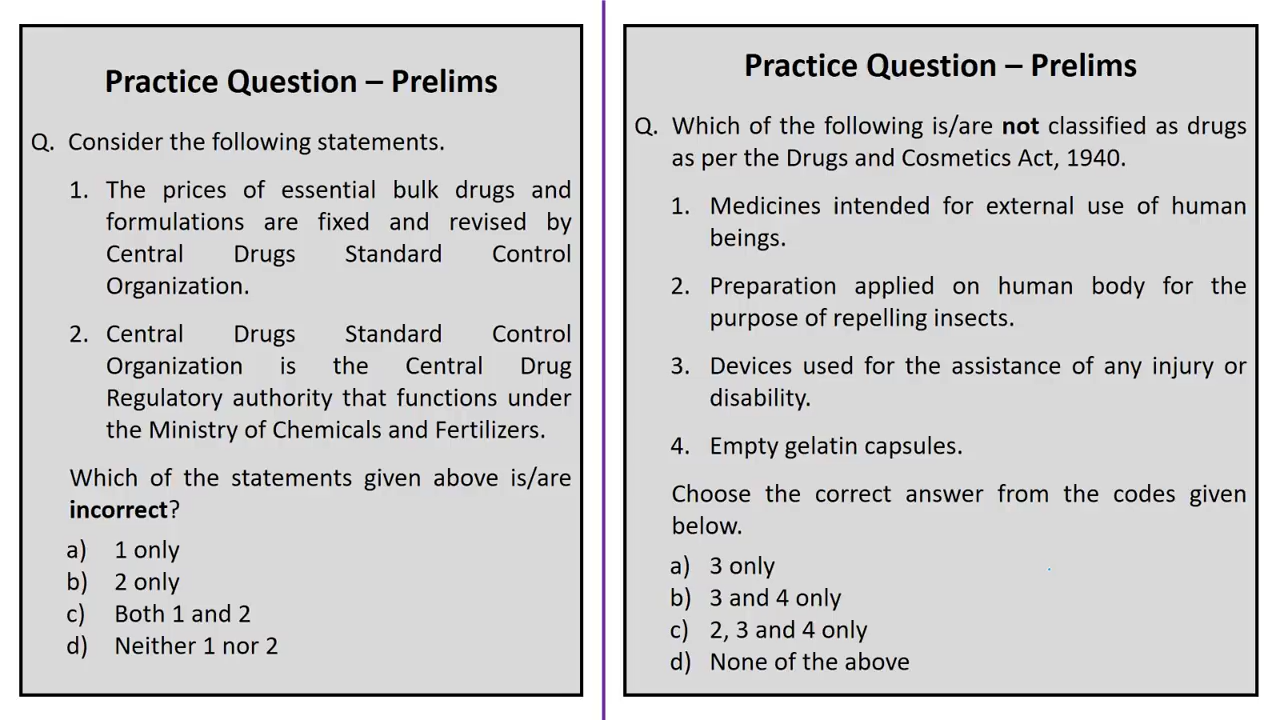 Practice Question – Prelims
Q. Consider the following statements.
1. The prices of essential bulk drugs and
formulations are fixed and revised by
Central Drugs Standard Control
Organization.
2. Central Drugs Standard Control
Organization is the Central Drug
Regulatory authority that functions under
the Ministry of Chemicals and Fertilizers.
Which of the statements given above is/are
incorrect?
a) 1 only
b) 2 only
c) Both 1 and 2
d) Neither 1 nor 2
Practice Question – Prelims
Q. Which of the following is/are not classified as drugs
as per the Drugs and Cosmetics Act, 1940.
1. Medicines intended for external use of human
beings.
2. Preparation applied on human body for the
purpose of repelling insects.
3. Devices used for the assistance of any injury or
disability.
4. Empty gelatin capsules.
Choose the correct answer from the codes given
below.
a) 3 only
b) 3 and 4 only
c) 2, 3 and 4 only
d) None of the above